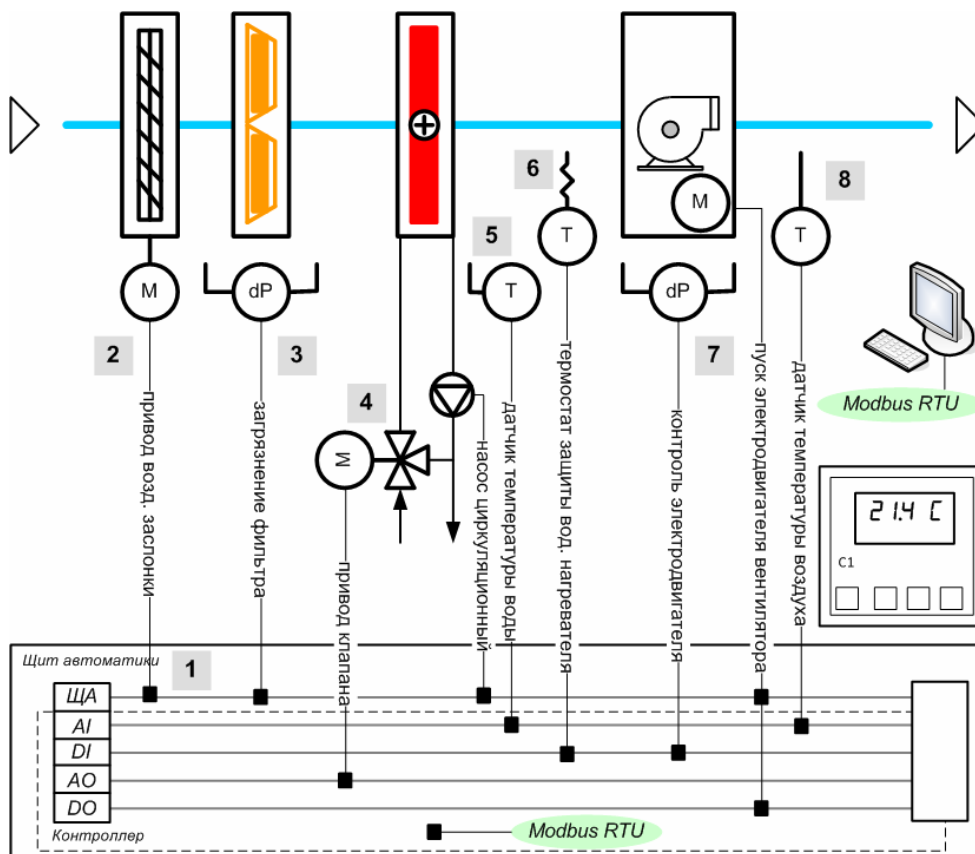 M
6
8
T
M
T
5
M
dP
T
dP
2
3
7
4
M
Modbus RTU
21.4 C
C1
привод возд. заслонки
загрязнение фильтра
привод клапана
насос циркуляционный
датчик температуры воды
термостат защиты вод. нагревателя
контроль электродвигателя
пуск электродвигателя вентилятора
датчик температуры воздуха
Щит автоматики
1
ЩА
AI
DI
AO
DO
Контроллер
Modbus RTU